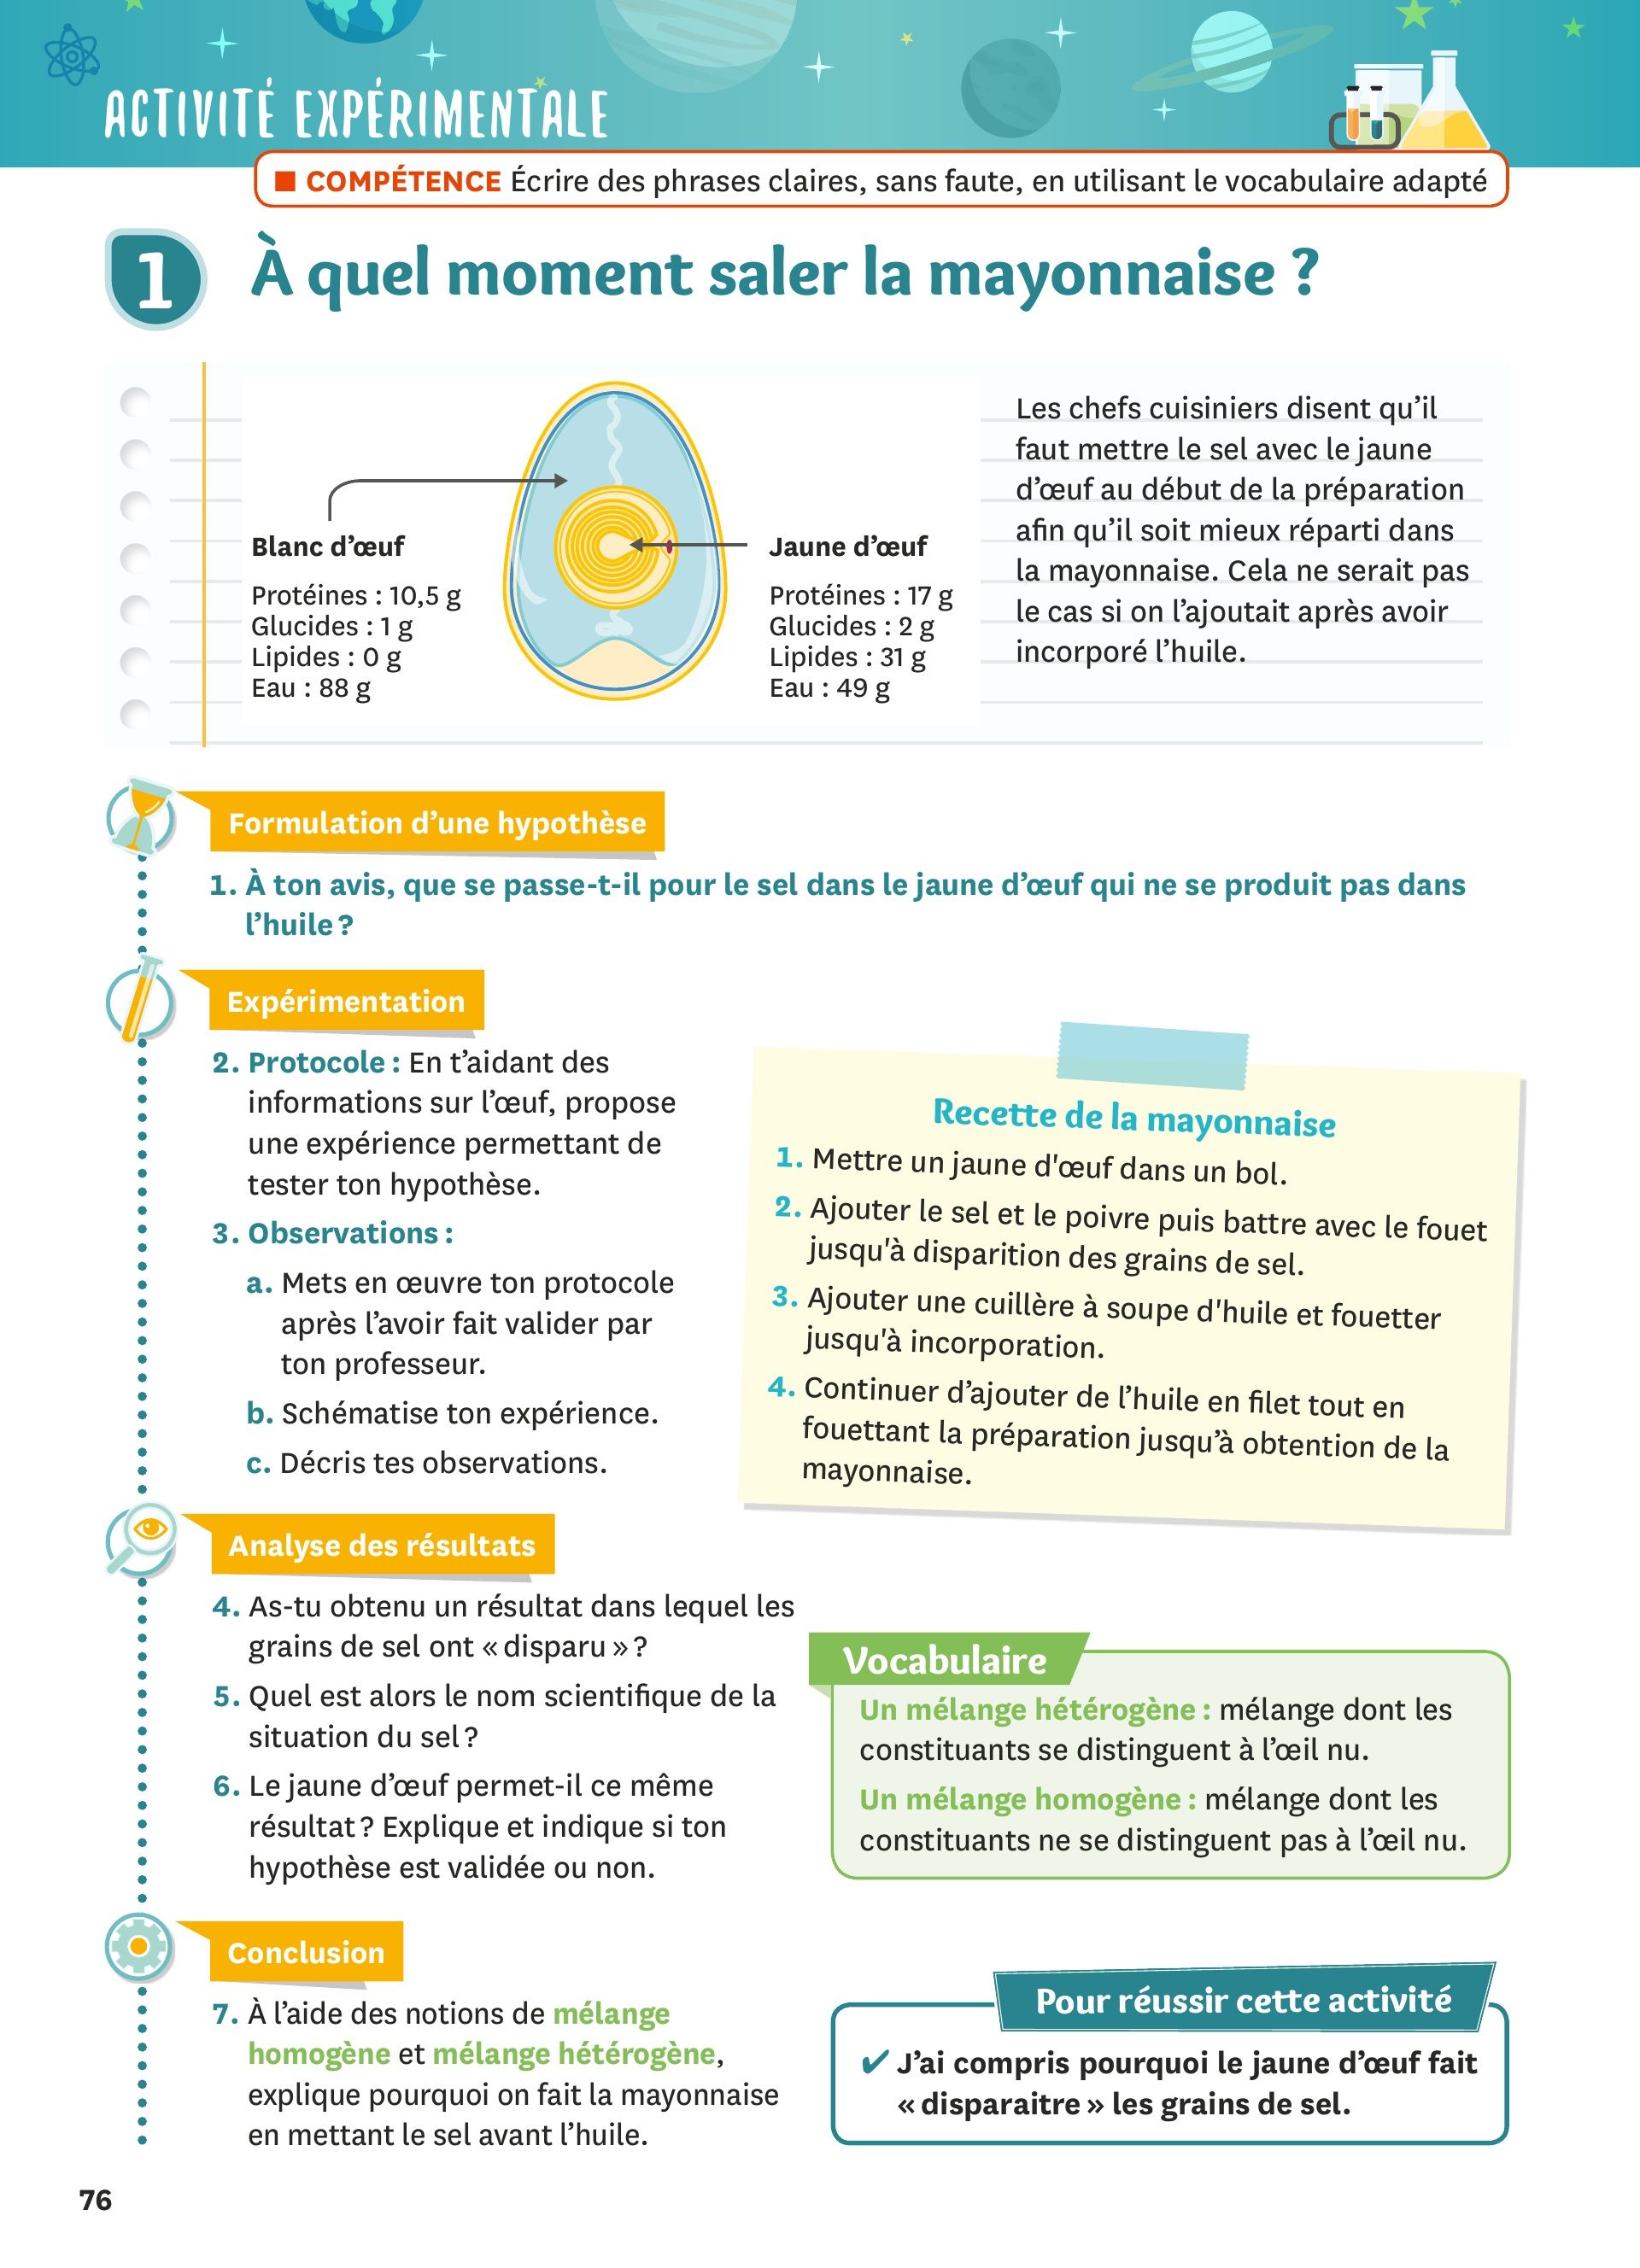 ACTIVITÉ EXPÉRIMENTALE
COMPÉTENCE Écrire des phrases claires, sans faute, en utilisant le vocabulaire adapté
1 À quel moment saler la mayonnaise ?
Blanc d’œuf
Protéines : 10,5 g
Glucides : 1 g
Lipides : 0 g
Eau : 88 g
Jaune d’œuf
Protéines : 17 g
Glucides : 2 g
Lipides : 31 g
Eau : 49 g
Les chefs cuisiniers disent qu’il
faut mettre le sel avec le jaune
d’œuf au début de la préparation
afin qu’il soit mieux réparti dans
la mayonnaise. Cela ne serait pas
le cas si on l’ajoutait après avoir
incorporé l’huile.
Formulation d’une hypothèse
1. À ton avis, que se passe-t-il pour le sel dans le jaune d’œuf qui ne se produit pas dans
l’huile ?
Expérimentation
2. Protocole : En t’aidant des
informations sur l’œuf, propose
une expérience permettant de
tester ton hypothèse.
3. Observations :
a. Mets en œuvre ton protocole
après l’avoir fait valider par
ton professeur.
b. Schématise ton expérience.
c. Décris tes observations.
Recette de la mayonnaise
1. Mettre un jaune d'œuf dans un bol.
2. Ajouter le sel et le poivre puis battre avec le fouet
jusqu'à disparition des grains de sel.
3. Ajouter une cuillère à soupe d'huile et fouetter
jusqu'à incorporation.
4. Continuer d’ajouter de l’huile en filet tout en
fouettant la préparation jusqu’à obtention de la
mayonnaise.
Analyse des résultats
4. As-tu obtenu un résultat dans lequel les
grains de sel ont « disparu » ?
5. Quel est alors le nom scientifique de la
situation du sel ?
6. Le jaune d’œuf permet-il ce même
résultat ? Explique et indique si ton
hypothèse est validée ou non.
Vocabulaire
Un mélange hétérogène : mélange dont les
constituants se distinguent à l’œil nu.
Un mélange homogène : mélange dont les
constituants ne se distinguent pas à l’œil nu.
Conclusion
7. À l’aide des notions de mélange
homogène et mélange hétérogène,
explique pourquoi on fait la mayonnaise
en mettant le sel avant l’huile.
Pour réussir cette activité
✔ J’ai compris pourquoi le jaune d’œuf fait
« disparaitre » les grains de sel.
76